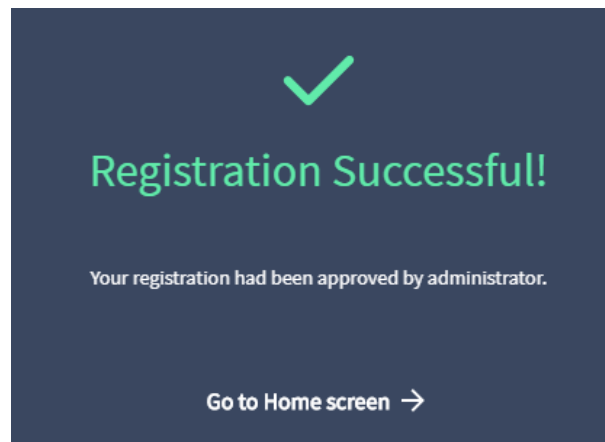 Registration Successful!
Your registration had been approved by administrator.
Go to Home screen →